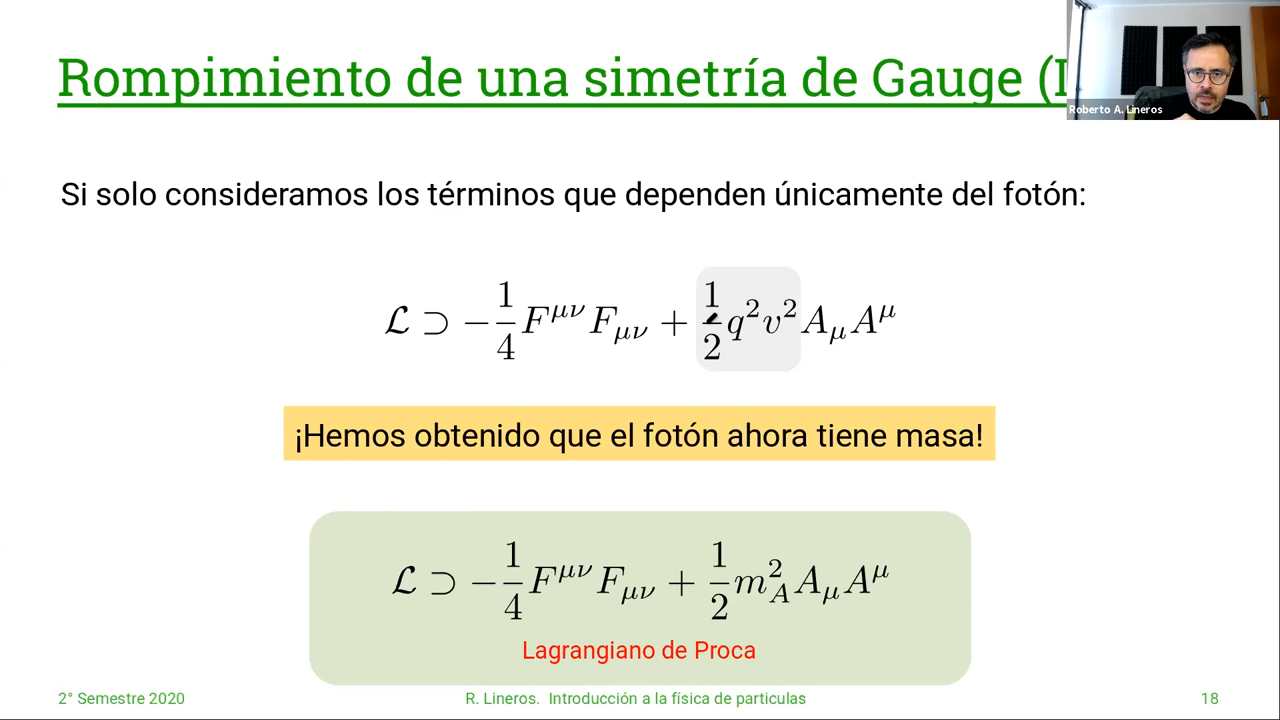 Rompimiento de una simetría de Gauge (I
Roberto A. Lineros
Si solo consideramos los términos que dependen únicamente del fotón:
ℒ ⊃ −1/4 F^{μν}F_{μν} + 1/2 q²v² A_μ A^μ
¡Hemos obtenido que el fotón ahora tiene masa!
ℒ ⊃ −1/4 F^{μν}F_{μν} + 1/2 m_A² A_μ A^μ
Lagrangiano de Proca
2° Semestre 2020
R. Lineros. Introducción a la física de particulas
18